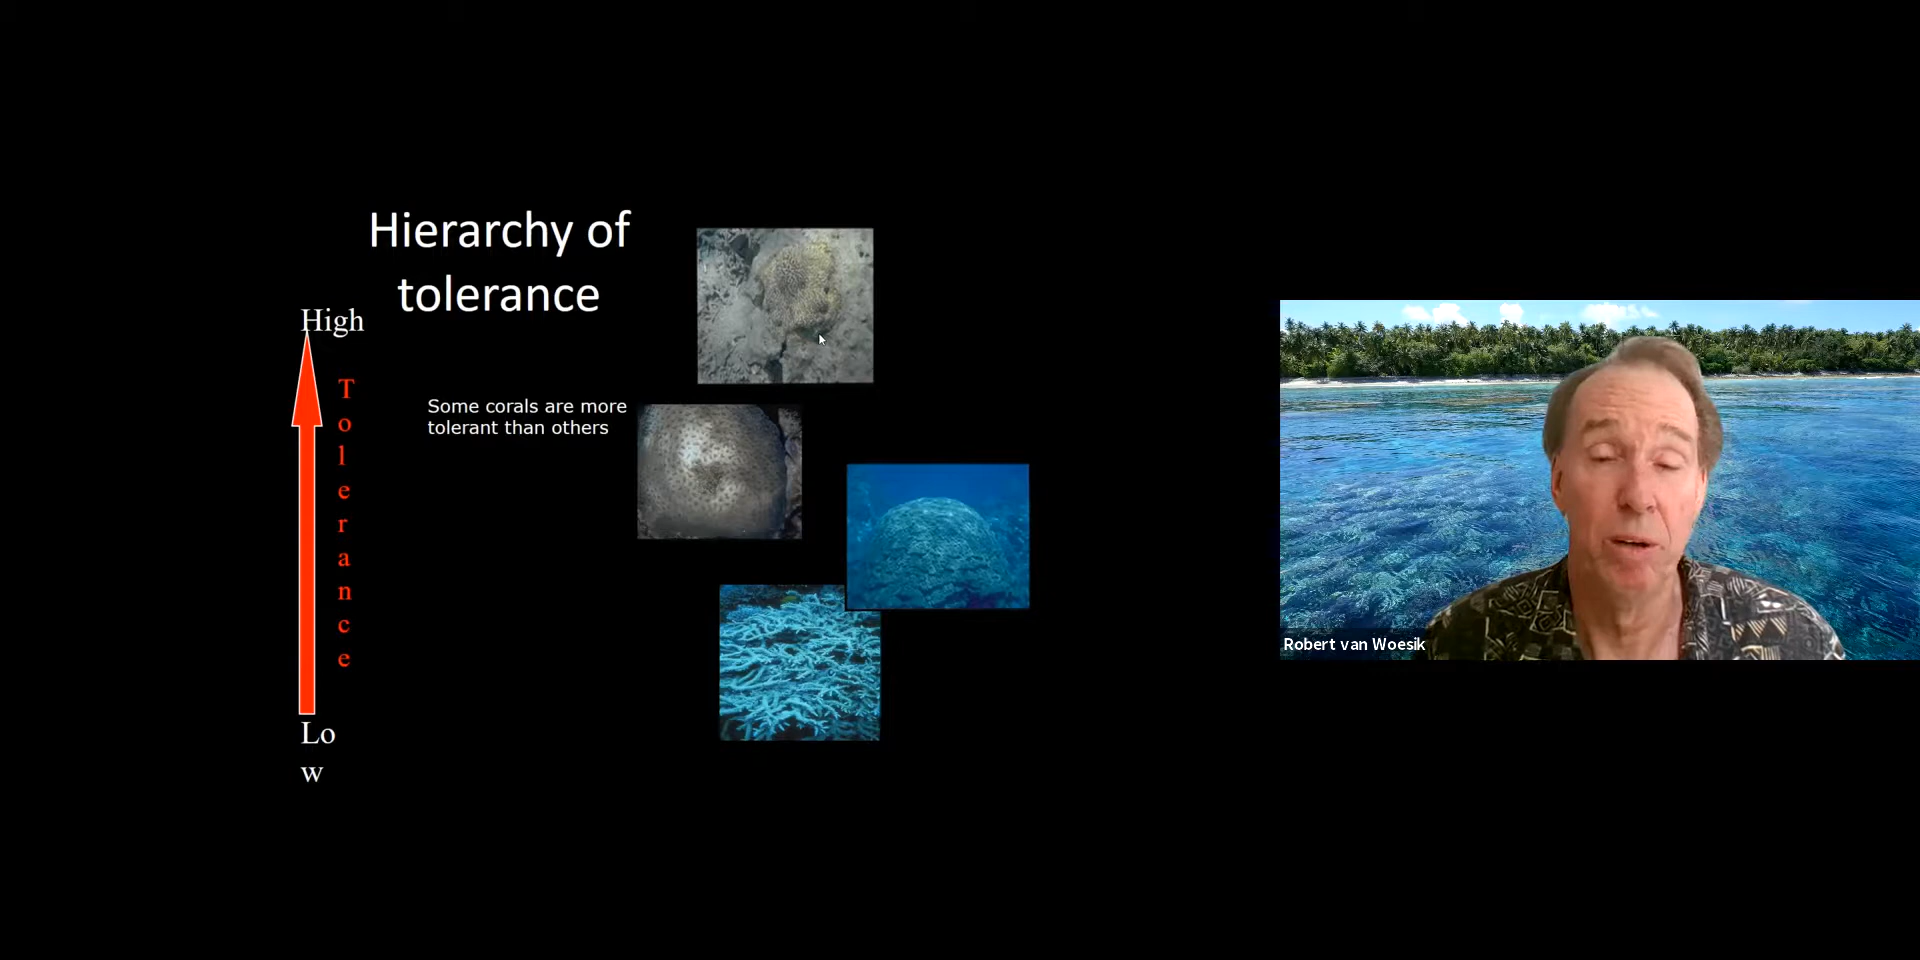 Hierarchy of
tolerance
High
T
o
l
e
r
a
n
c
e
Lo
w
Some corals are more
tolerant than others
Robert van Woesik